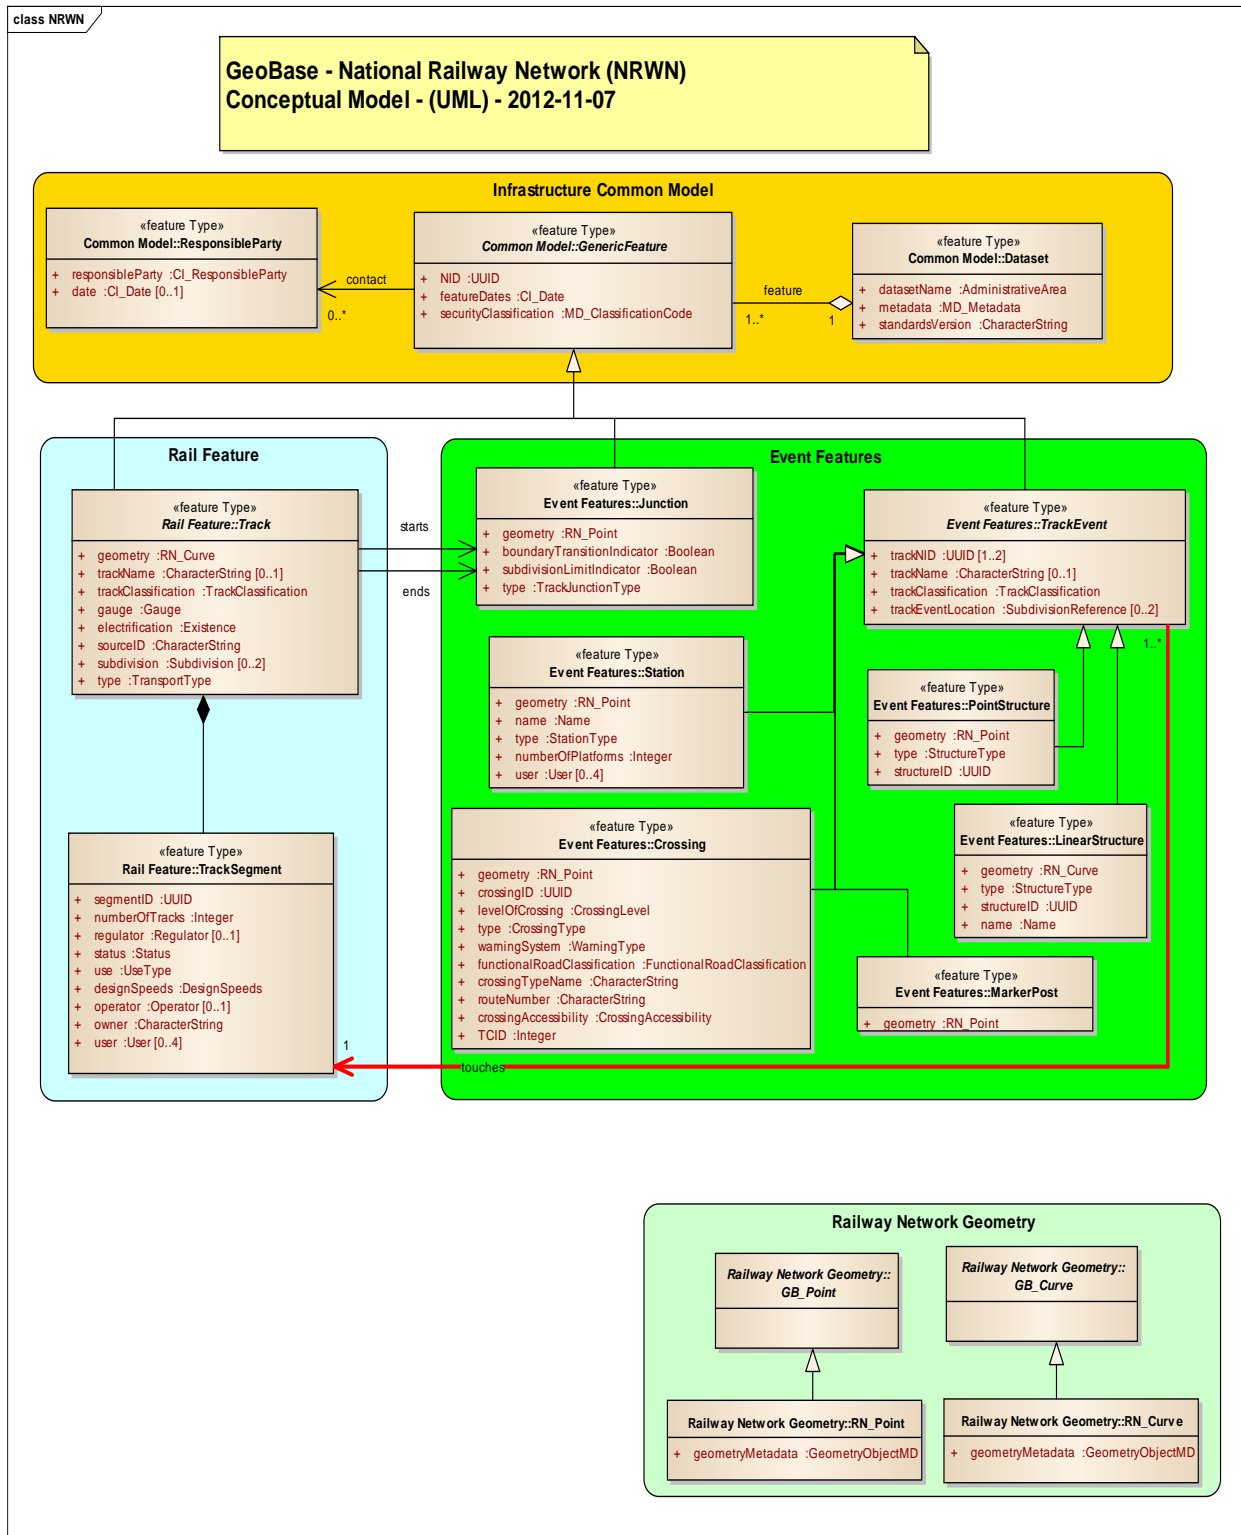 class NRWN
GeoBase - National Railway Network (NRWN)
Conceptual Model - (UML) - 2012-11-07
Infrastructure Common Model
«feature Type»
Common Model::ResponsibleParty
+ responsibleParty :CI_ResponsibleParty
+ date :CI_Date [0..1]
contact
0..*
«feature Type»
Common Model::GenericFeature
+ NID :UUID
+ featureDates :CI_Date
+ securityClassification :MD_ClassificationCode
feature
1..*
1
«feature Type»
Common Model::Dataset
+ datasetName :AdministrativeArea
+ metadata :MD_Metadata
+ standardsVersion :CharacterString
Rail Feature
«feature Type»
Rail Feature::Track
+ geometry :RN_Curve
+ trackName :CharacterString [0..1]
+ trackClassification :TrackClassification
+ gauge :Gauge
+ electrification :Existence
+ sourceID :CharacterString
+ subdivision :Subdivision [0..2]
+ type :TransportType
starts
ends
«feature Type»
Rail Feature::TrackSegment
+ segmentID :UUID
+ numberOfTracks :Integer
+ regulator :Regulator [0..1]
+ status :Status
+ use :UseType
+ designSpeeds :DesignSpeeds
+ operator :Operator [0..1]
+ owner :CharacterString
+ user :User [0..4]
1
Event Features
«feature Type»
Event Features::Junction
+ geometry :RN_Point
+ boundaryTransitionIndicator :Boolean
+ subdivisionLimitIndicator :Boolean
+ type :TrackJunctionType
«feature Type»
Event Features::TrackEvent
+ trackNID :UUID [1..2]
+ trackName :CharacterString [0..1]
+ trackClassification :TrackClassification
+ trackEventLocation :SubdivisionReference [0..2]
1..*
«feature Type»
Event Features::Station
+ geometry :RN_Point
+ name :Name
+ type :StationType
+ numberOfPlatforms :Integer
+ user :User [0..4]
«feature Type»
Event Features::PointStructure
+ geometry :RN_Point
+ type :StructureType
+ structureID :UUID
«feature Type»
Event Features::Crossing
+ geometry :RN_Point
+ crossingID :UUID
+ levelOfCrossing :CrossingLevel
+ type :CrossingType
+ warningSystem :WarningType
+ functionalRoadClassification :FunctionalRoadClassification
+ crossingTypeName :CharacterString
+ routeNumber :CharacterString
+ crossingAccessibility :CrossingAccessibility
+ TCID :Integer
«feature Type»
Event Features::LinearStructure
+ geometry :RN_Curve
+ type :StructureType
+ structureID :UUID
+ name :Name
«feature Type»
Event Features::MarkerPost
+ geometry :RN_Point
touches
Railway Network Geometry
Railway Network Geometry::
GB_Point
Railway Network Geometry::
GB_Curve
Railway Network Geometry::RN_Point
+ geometryMetadata :GeometryObjectMD
Railway Network Geometry::RN_Curve
+ geometryMetadata :GeometryObjectMD